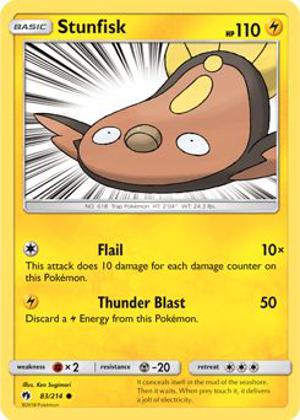 BASIC Stunfisk HP 110
NO. 618 Trap Pokémon HT: 2'04" WT: 24.3 lbs.
Flail 10×
This attack does 10 damage for each damage counter on
this Pokémon.
Thunder Blast 50
Discard a Energy from this Pokémon.
weakness ×2 resistance -20 retreat
Illus. Ken Sugimori
83/214
©2018 Pokémon
It conceals itself in the mud of the seashore.
Then it waits. When prey touch it, it delivers
a jolt of electricity.